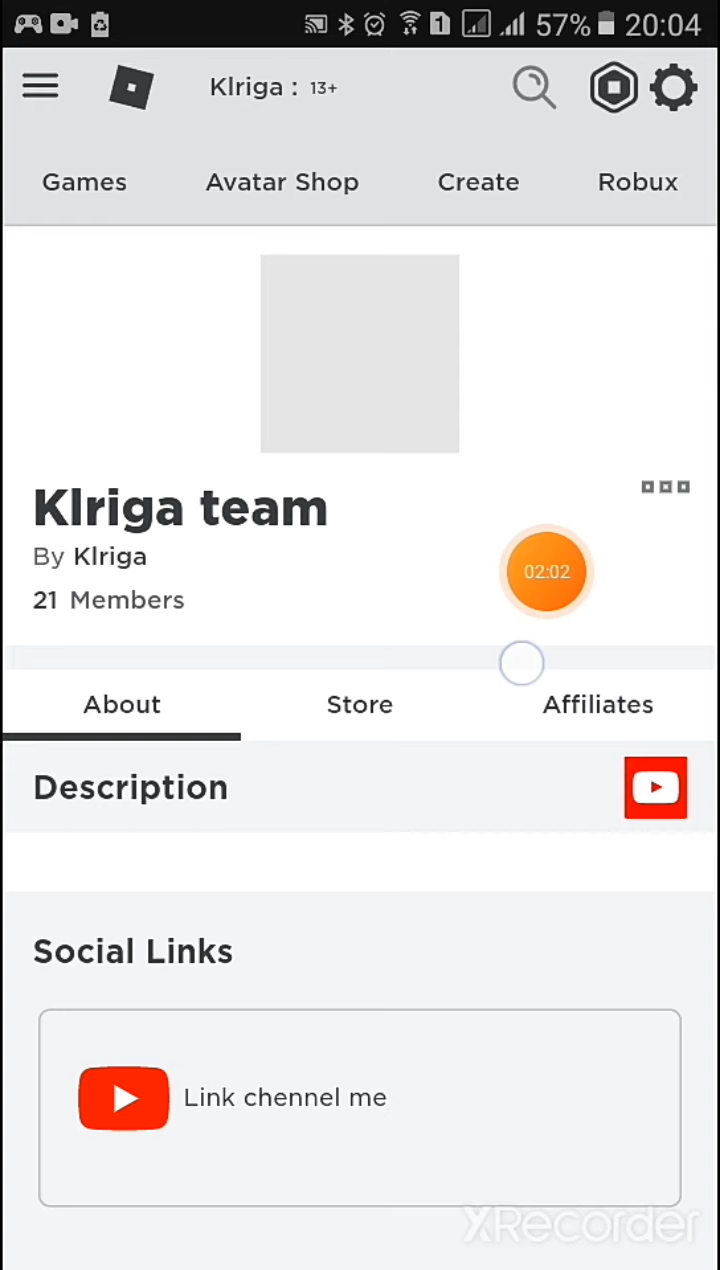 1 57% 20:04
Klriga : 13+
Games Avatar Shop Create Robux
Klriga team
By Klriga
02:02
21 Members
About Store Affiliates
Description
Social Links
Link chennel me
XRecorder